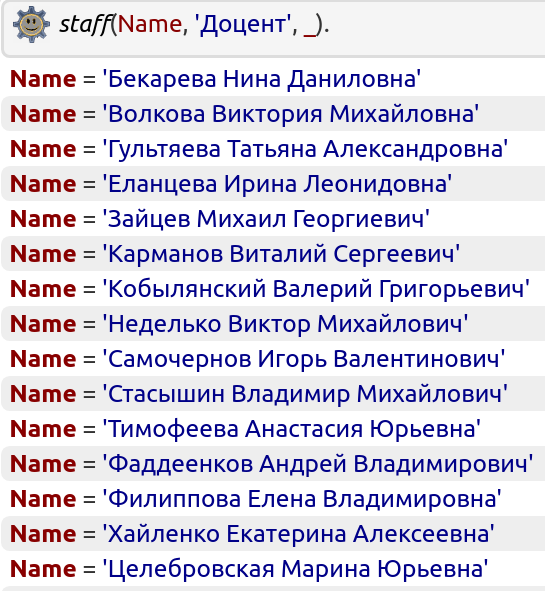 staff(Name, 'Доцент', _).
Name = 'Бекарева Нина Даниловна'
Name = 'Волкова Виктория Михайловна'
Name = 'Гультяева Татьяна Александровна'
Name = 'Еланцева Ирина Леонидовна'
Name = 'Зайцев Михаил Георгиевич'
Name = 'Карманов Виталий Сергеевич'
Name = 'Кобылянский Валерий Григорьевич'
Name = 'Неделько Виктор Михайлович'
Name = 'Самочернов Игорь Валентинович'
Name = 'Стасышин Владимир Михайлович'
Name = 'Тимофеева Анастасия Юрьевна'
Name = 'Фаддеенков Андрей Владимирович'
Name = 'Филиппова Елена Владимировна'
Name = 'Хайленко Екатерина Алексеевна'
Name = 'Целебровская Марина Юрьевна'